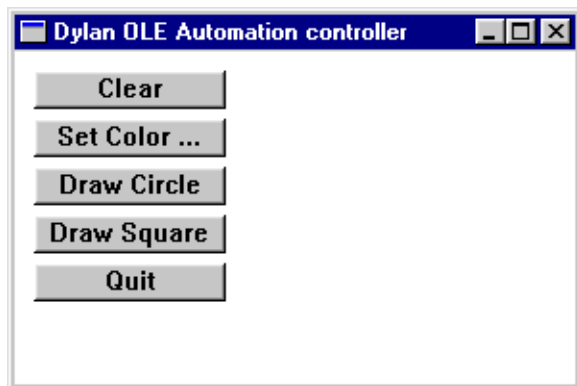 Dylan OLE Automation controller
Clear
Set Color ...
Draw Circle
Draw Square
Quit